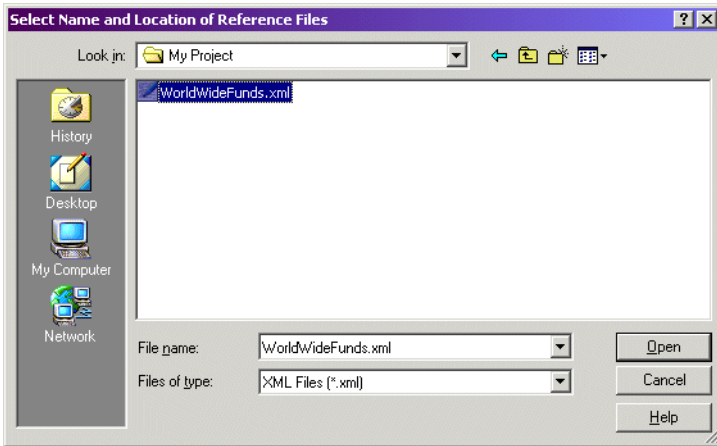 Select Name and Location of Reference Files
Look in: My Project
WorldWideFunds.xml
History
Desktop
My Computer
Network
File name: WorldWideFunds.xml Open
Files of type: XML Files (*.xml) Cancel
Help